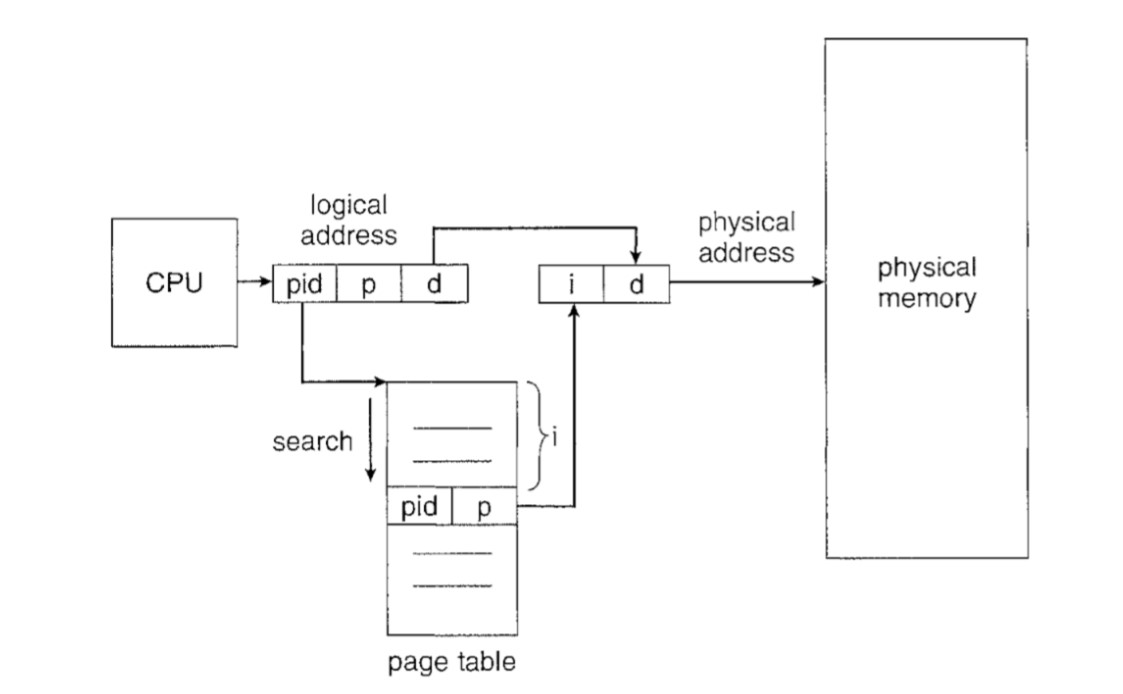 logical
address
CPU
pid p d
i d
physical
address
physical
memory
search
i
pid p
page table